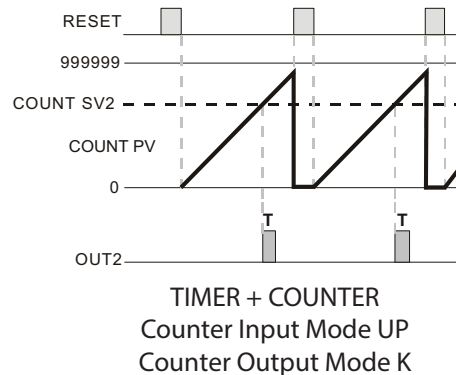 RESET
999999
COUNT SV2
COUNT PV
0
T T
OUT2
TIMER + COUNTER
Counter Input Mode UP
Counter Output Mode K